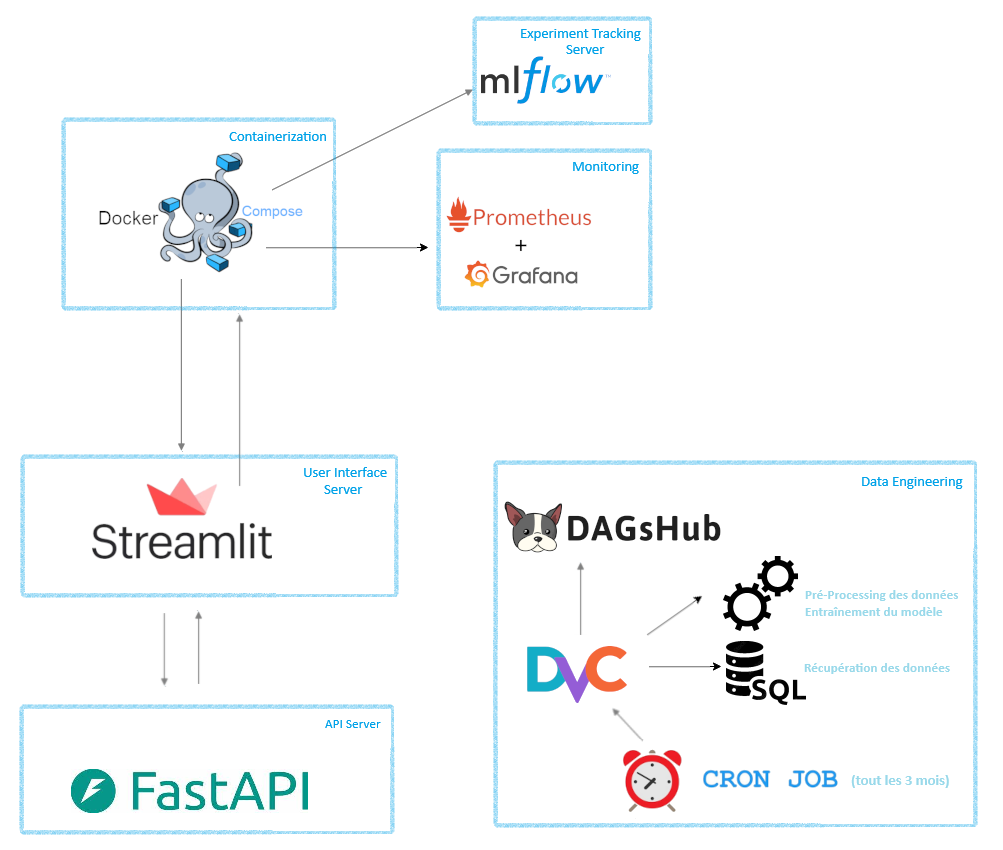 Experiment Tracking
Server
mlflow™
Containerization
Docker
Compose
Monitoring
Prometheus
+
Grafana
User Interface
Server
Streamlit
API Server
FastAPI
Data Engineering
DAGsHub
Pré-Processing des données
Entraînement du modèle
DVC
SQL
Récupération des données
CRON JOB (tout les 3 mois)